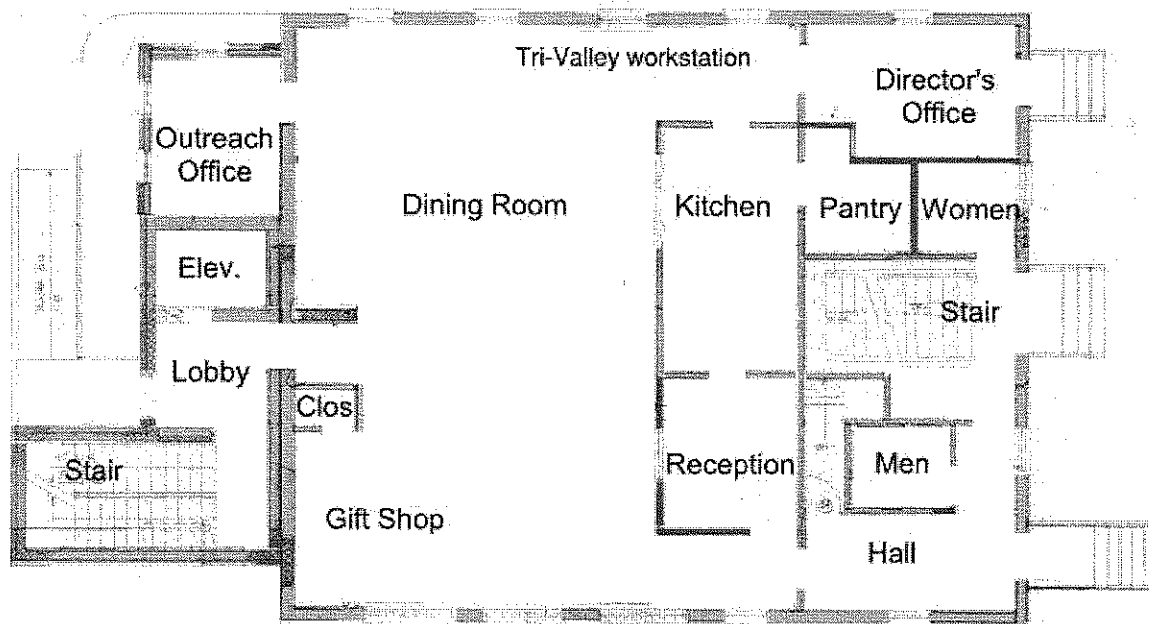 Tri-Valley workstation
Director's
Office
Outreach
Office
Dining Room
Kitchen
Pantry
Women
Elev.
Stair
Lobby
Clos
Stair
Reception
Men
Gift Shop
Hall